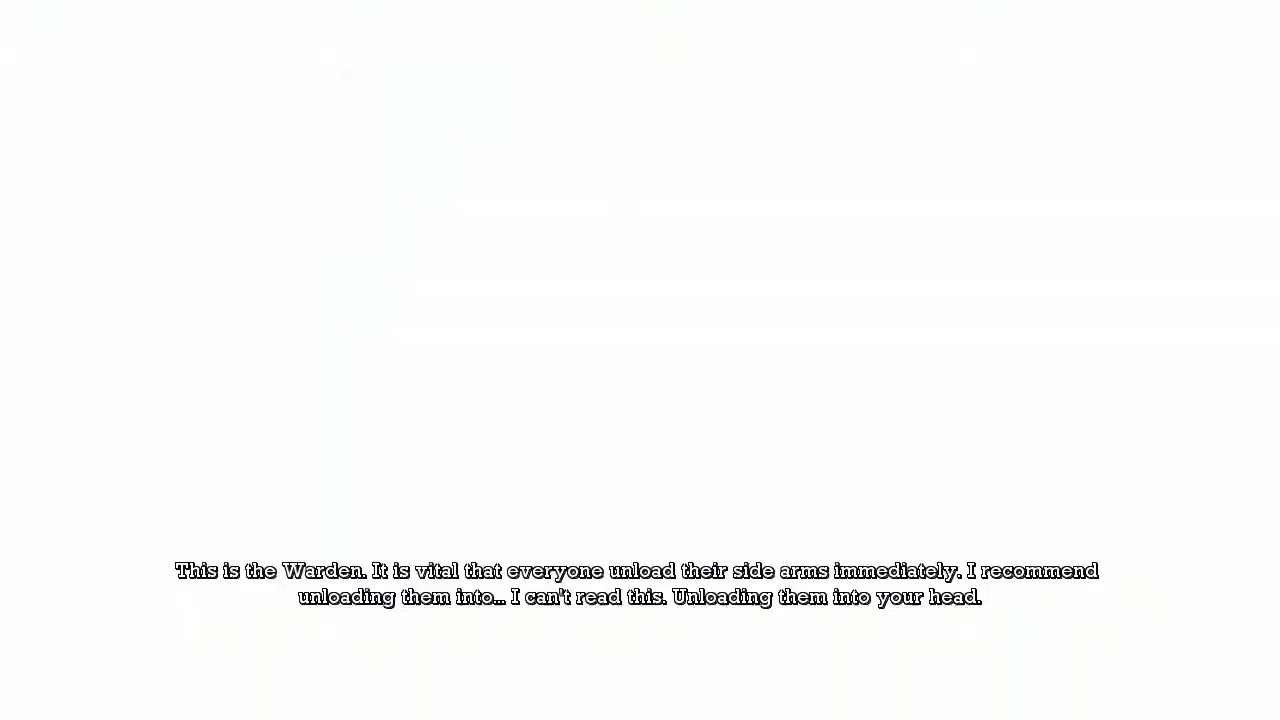 This is the Warden. It is vital that everyone unload their side arms immediately. I recommend
unloading them into... I can't read this. Unloading them into your head.